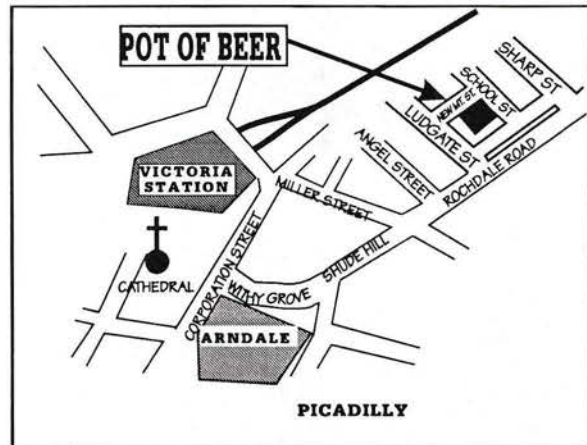 POT OF BEER
SHARP ST
SCHOOL ST
NEW MT. ST.
LUDGATE ST
ANGEL STREET
ROCHDALE ROAD
VICTORIA
STATION
MILLER STREET
CORPORATION STREET
SHUDE HILL
CATHEDRAL
WITHY GROVE
ARNDALE
PICADILLY